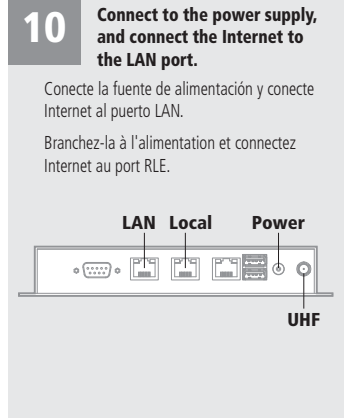 10
Connect to the power supply,
and connect the Internet to
the LAN port.
Conecte la fuente de alimentación y conecte
Internet al puerto LAN.
Branchez-la à l'alimentation et connectez
Internet au port RLE.
LAN Local Power
UHF